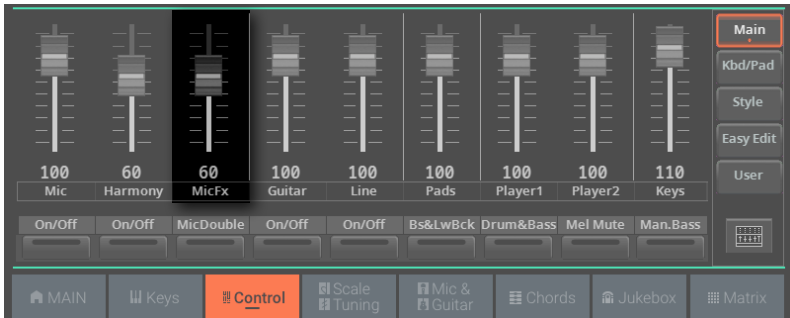 Main
Kbd/Pad
Style
Easy Edit
User
100 60 60 100 100 100 100 100 110
Mic Harmony MicFx Guitar Line Pads Player1 Player2 Keys
On/Off On/Off MicDouble On/Off On/Off Bs&LwBck Drum&Bass Mel Mute Man.Bass
MAIN Keys Control Scale Tuning Mic & Guitar Chords Jukebox Matrix